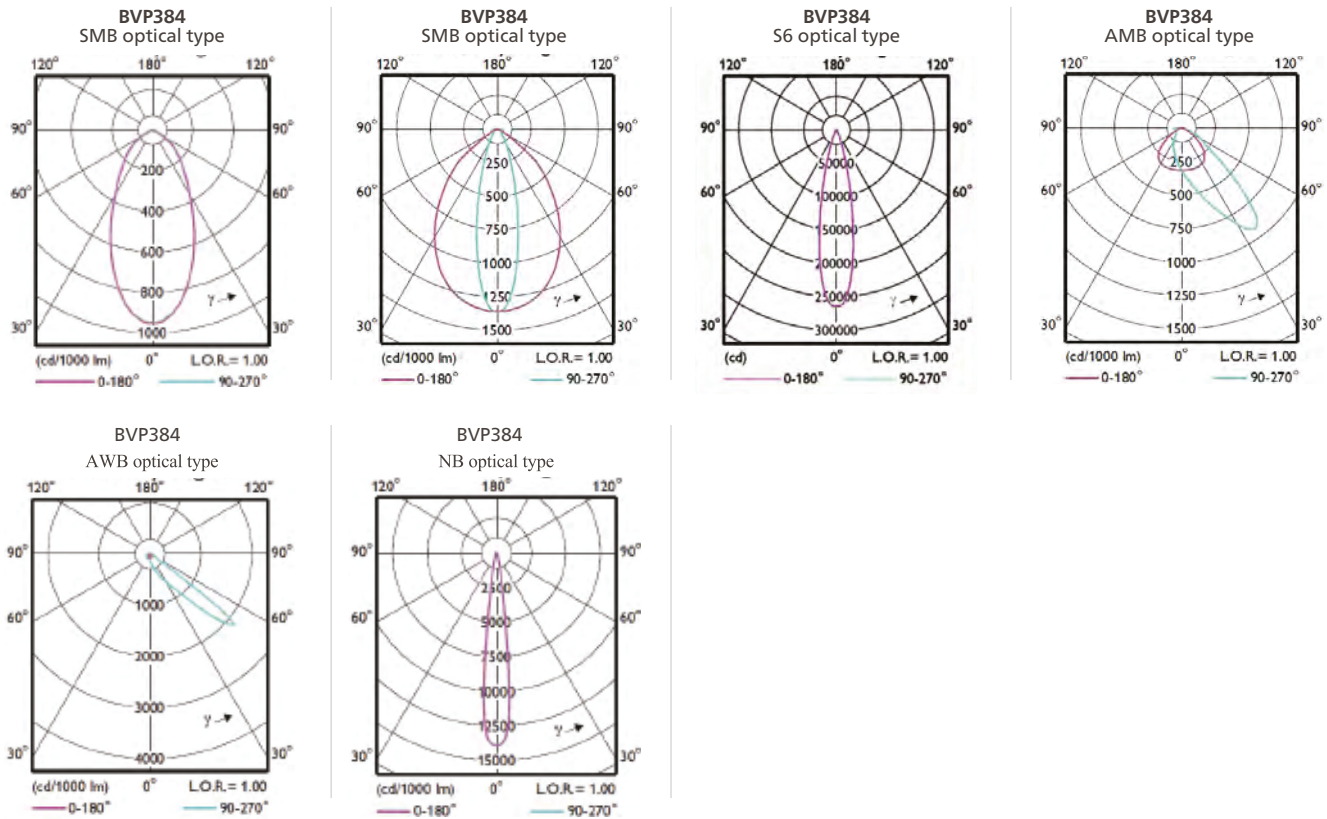 BVP384
SMB optical type
120° 180° 120°
90° 90°
200
60° 60°
400
600
800
γ
30° 1000 30°
(cd/1000 lm) 0° L.O.R.= 1.00
0-180° 90-270°
BVP384
SMB optical type
120° 180° 120°
90° 90°
250
500
60° 60°
750
1000
1250
γ
30° 1500 30°
(cd/1000 lm) 0° L.O.R.= 1.00
0-180° 90-270°
BVP384
S6 optical type
120° 180° 120°
90° 90°
50000
100000
60° 60°
150000
200000
250000
γ
30° 300000 30°
(cd) 0° L.O.R.= 1.00
0-180° 90-270°
BVP384
AMB optical type
120° 180° 120°
90° 90°
250
60° 500 60°
750
1000
1250
γ
30° 1500 30°
(cd/1000 lm) 0° L.O.R.= 1.00
0-180° 90-270°
BVP384
AWB optical type
120° 180° 120°
90° 90°
1000
60° 60°
2000
3000
γ
30° 4000 30°
(cd/1000 lm) 0° L.O.R.= 1.00
0-180° 90-270°
BVP384
NB optical type
120° 180° 120°
90° 90°
2500
60° 5000 60°
7500
10000
12500
γ
30° 15000 30°
(cd/1000 lm) 0° L.O.R.= 1.00
0-180° 90-270°